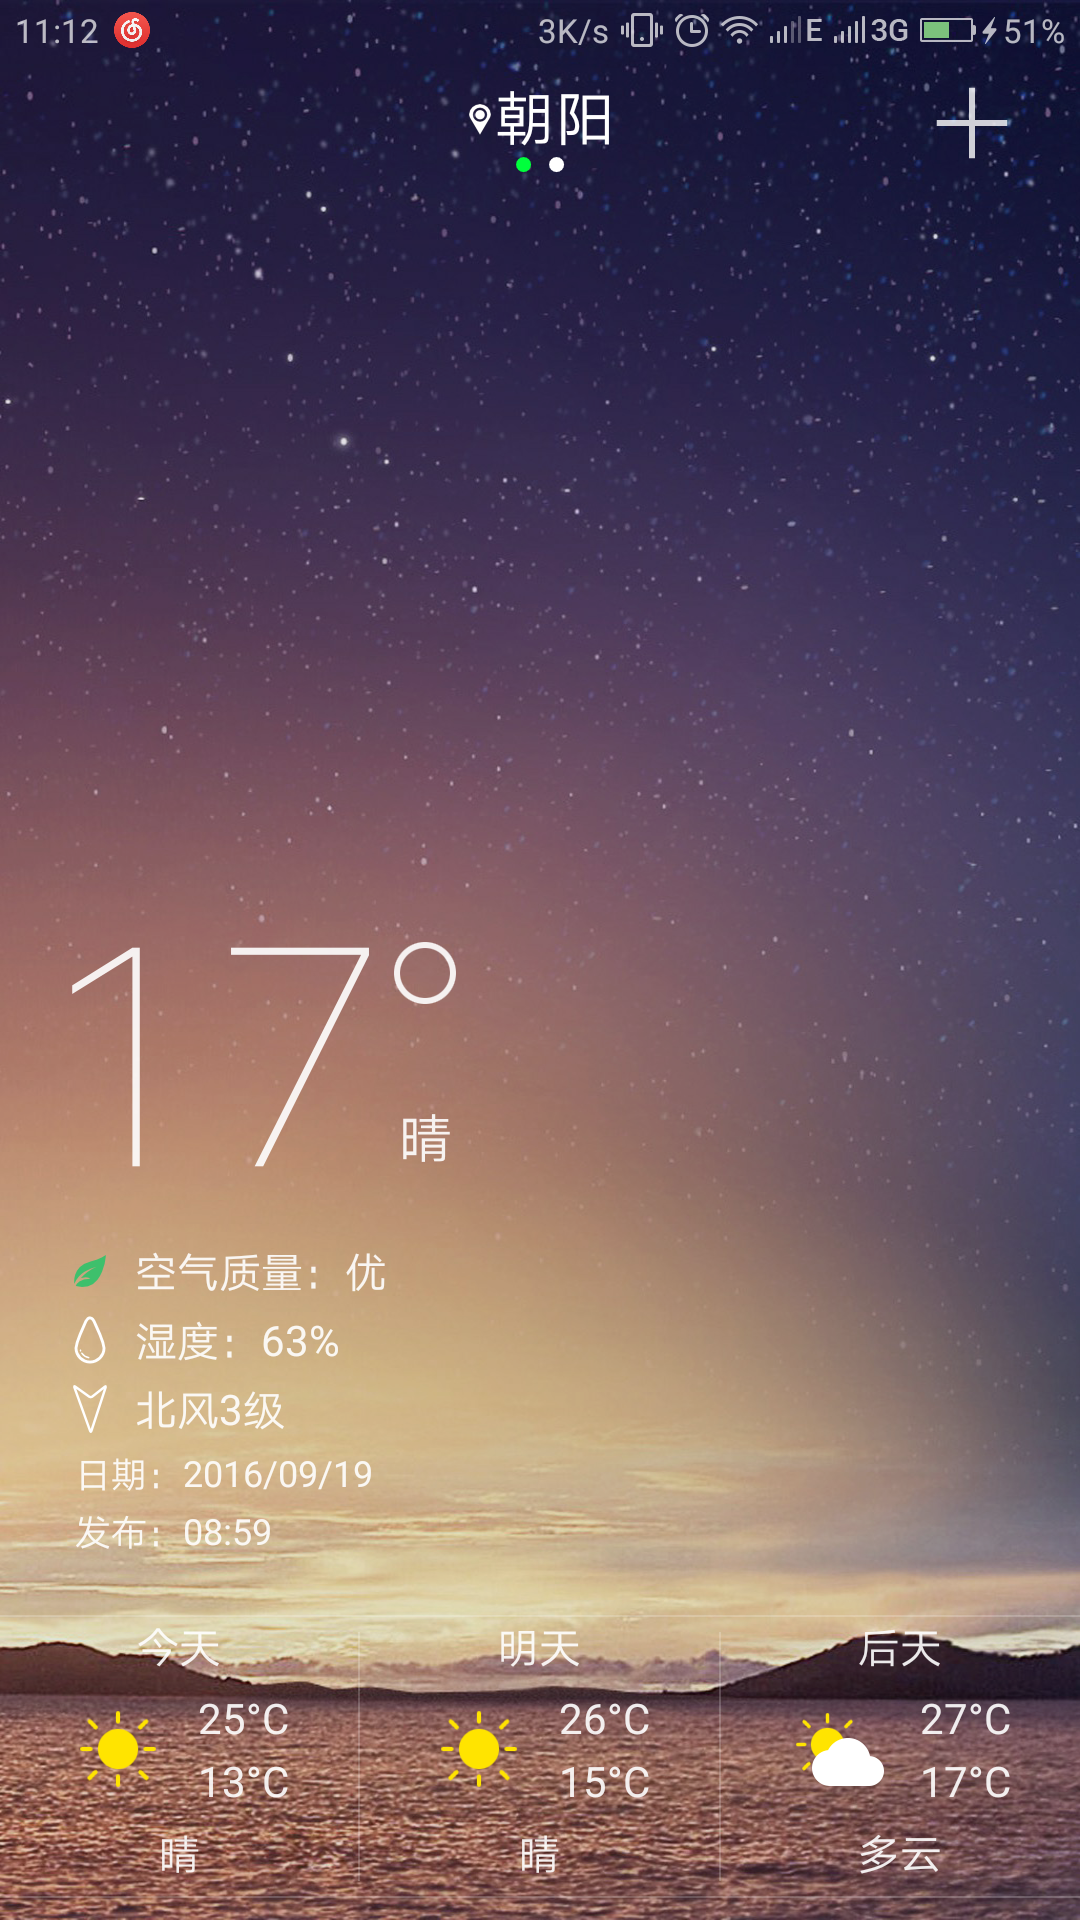 11:12 3K/s E 3G 51%
朝阳
17°
晴
空气质量：优
湿度：63%
北风3级
日期：2016/09/19
发布：08:59
今天 明天 后天
25°C 26°C 27°C
13°C 15°C 17°C
晴 晴 多云